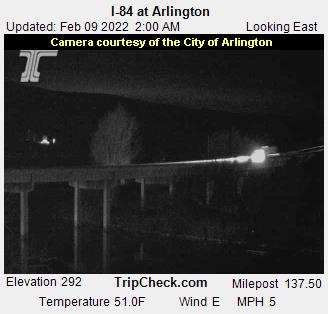 I-84 at Arlington
Updated: Feb 09 2022 2:00 AM Looking East
Camera courtesy of the City of Arlington
Elevation 292 TripCheck.com Milepost 137.50
Temperature 51.0F Wind E MPH 5